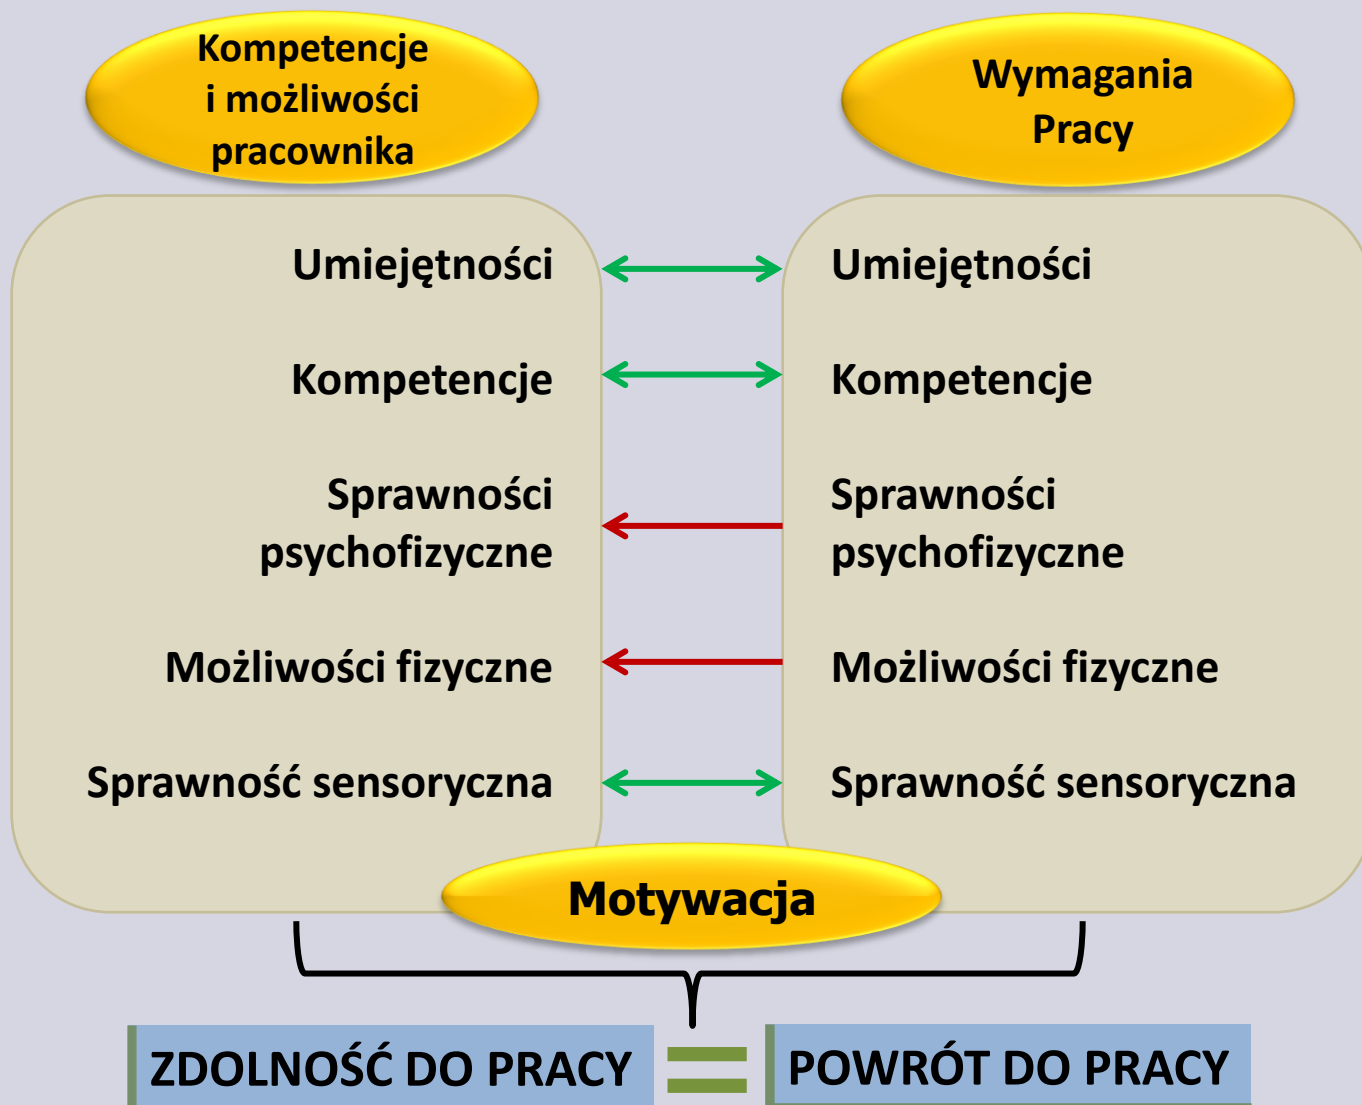 Kompetencje
i możliwości
pracownika
Wymagania
Pracy
Umiejętności
Umiejętności
Kompetencje
Kompetencje
Sprawności
psychofizyczne
Sprawności
psychofizyczne
Możliwości fizyczne
Możliwości fizyczne
Sprawność sensoryczna
Sprawność sensoryczna
Motywacja
ZDOLNOŚĆ DO PRACY = POWRÓT DO PRACY